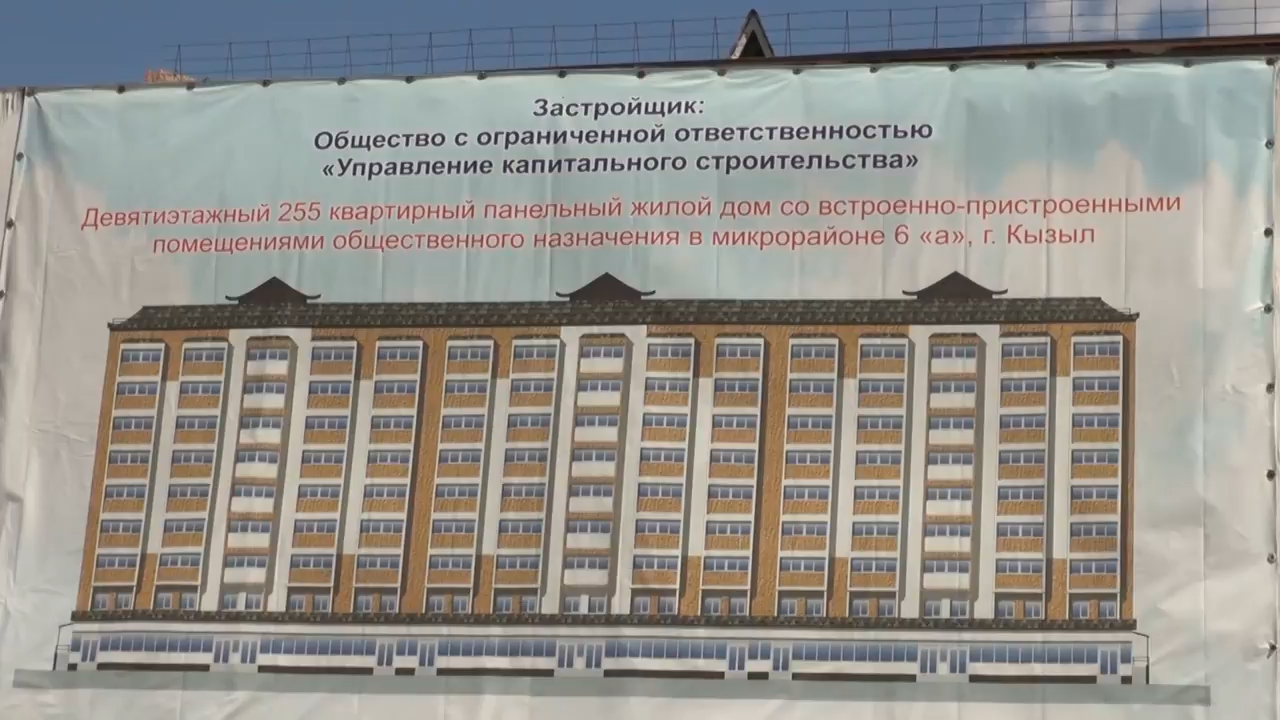 Застройщик:
Общество с ограниченной ответственностью
«Управление капитального строительства»
Девятиэтажный 255 квартирный панельный жилой дом со встроенно-пристроенными
помещениями общественного назначения в микрорайоне 6 «а», г. Кызыл